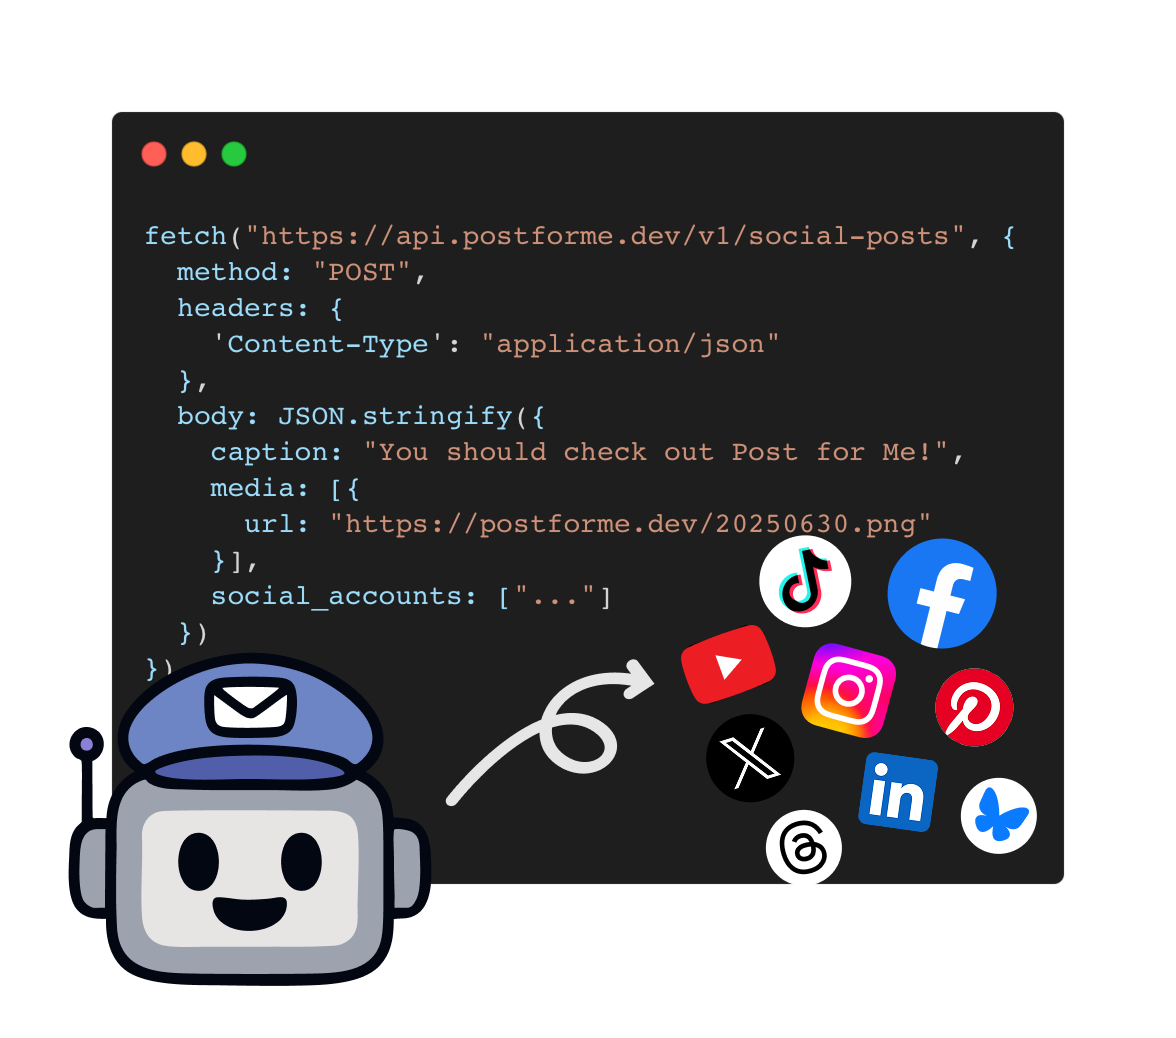 fetch("https://api.postforme.dev/v1/social-posts", {
  method: "POST",
  headers: {
    'Content-Type': "application/json"
  },
  body: JSON.stringify({
    caption: "You should check out Post for Me!",
    media: [{
      url: "https://postforme.dev/20250630.png"
    }],
    social_accounts: ["..."]
  })
})
in